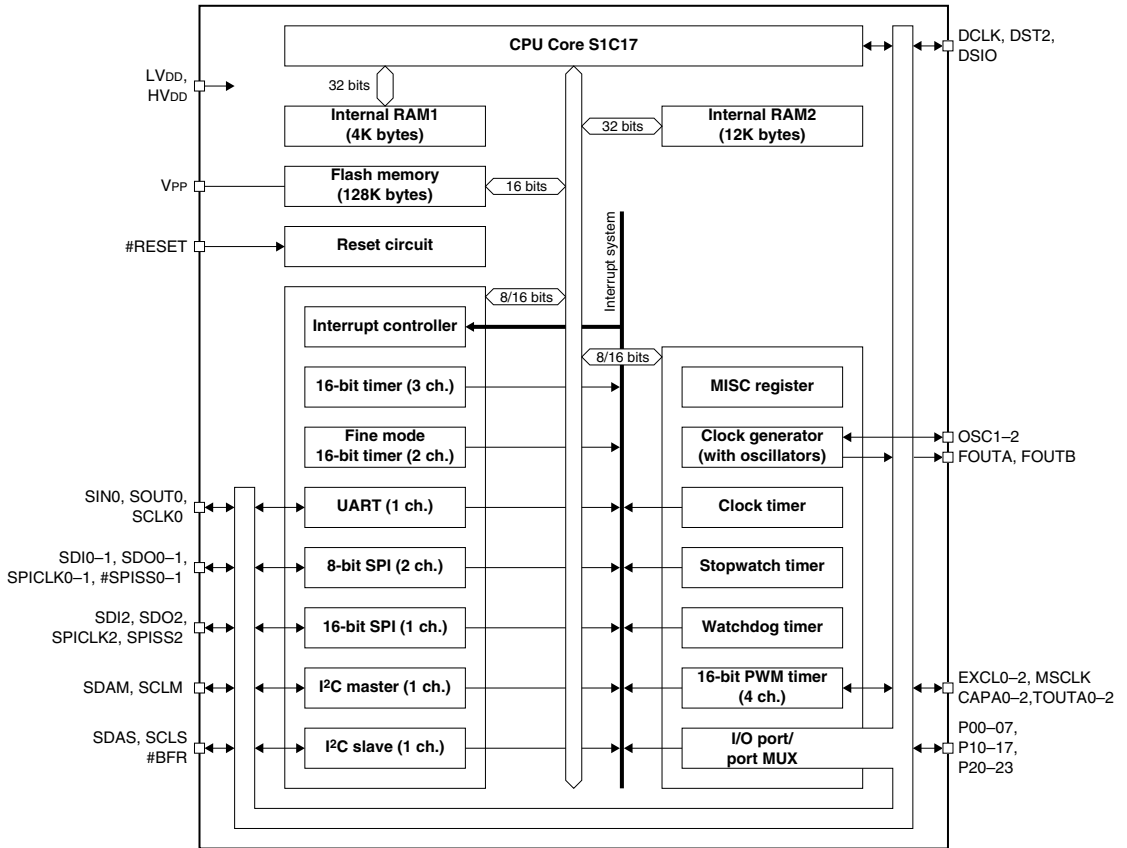 CPU Core S1C17
DCLK, DST2,
DSIO
LVDD,
HVDD
32 bits
Internal RAM1
(4K bytes)
32 bits
Internal RAM2
(12K bytes)
VPP
Flash memory
(128K bytes)
16 bits
#RESET
Reset circuit
Interrupt system
8/16 bits
Interrupt controller
8/16 bits
16-bit timer (3 ch.)
MISC register
Fine mode
16-bit timer (2 ch.)
Clock generator
(with oscillators)
OSC1–2
FOUTA, FOUTB
SIN0, SOUT0,
SCLK0
UART (1 ch.)
Clock timer
SDI0–1, SDO0–1,
SPICLK0–1, #SPISS0–1
8-bit SPI (2 ch.)
Stopwatch timer
SDI2, SDO2,
SPICLK2, SPISS2
16-bit SPI (1 ch.)
Watchdog timer
SDAM, SCLM
I2C master (1 ch.)
16-bit PWM timer
(4 ch.)
EXCL0–2, MSCLK
CAPA0–2,TOUTA0–2
SDAS, SCLS
#BFR
I2C slave (1 ch.)
I/O port/
port MUX
P00–07,
P10–17,
P20–23